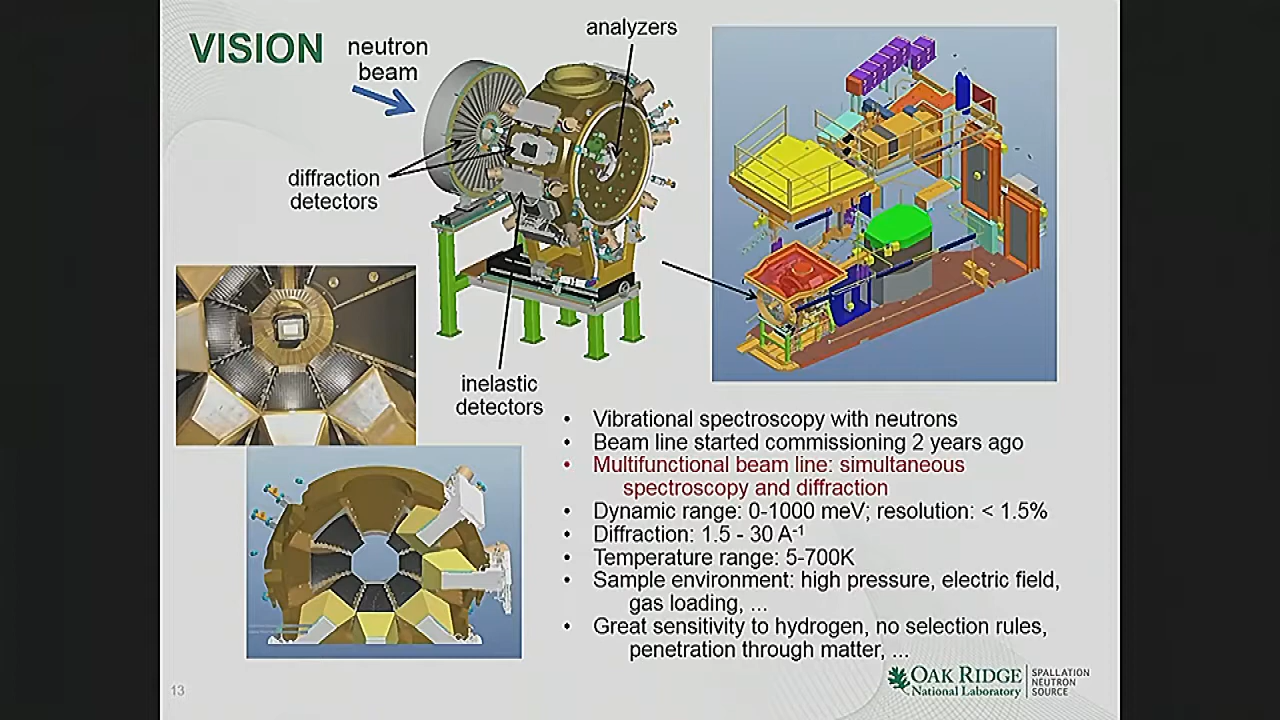 VISION
neutron
beam
analyzers
diffraction
detectors
inelastic
detectors
• Vibrational spectroscopy with neutrons
• Beam line started commissioning 2 years ago
• Multifunctional beam line: simultaneous
spectroscopy and diffraction
• Dynamic range: 0-1000 meV; resolution: < 1.5%
• Diffraction: 1.5 - 30 A⁻¹
• Temperature range: 5-700K
• Sample environment: high pressure, electric field,
gas loading, ...
• Great sensitivity to hydrogen, no selection rules,
penetration through matter, ...
13
OAK RIDGE
National Laboratory
SPALLATION
NEUTRON
SOURCE